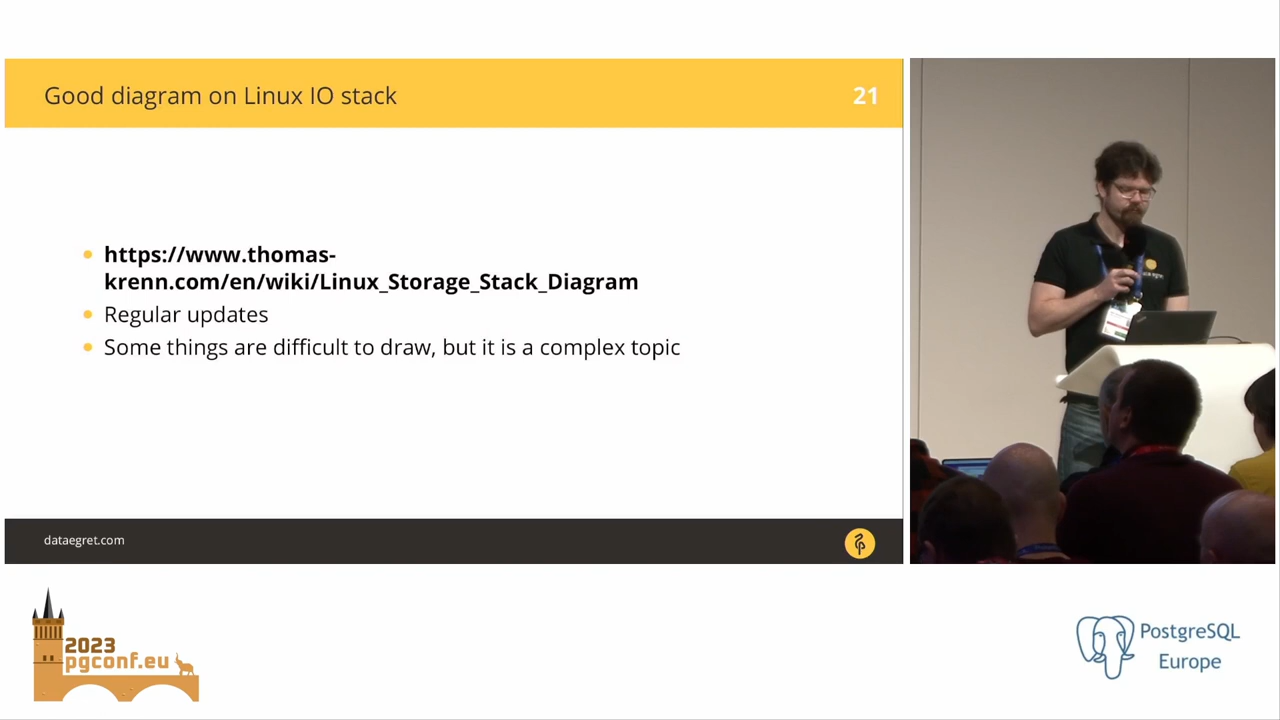 Good diagram on Linux IO stack
21
https://www.thomas-
krenn.com/en/wiki/Linux_Storage_Stack_Diagram
Regular updates
Some things are difficult to draw, but it is a complex topic
dataegret.com
2023
pgconf.eu
PostgreSQL
Europe